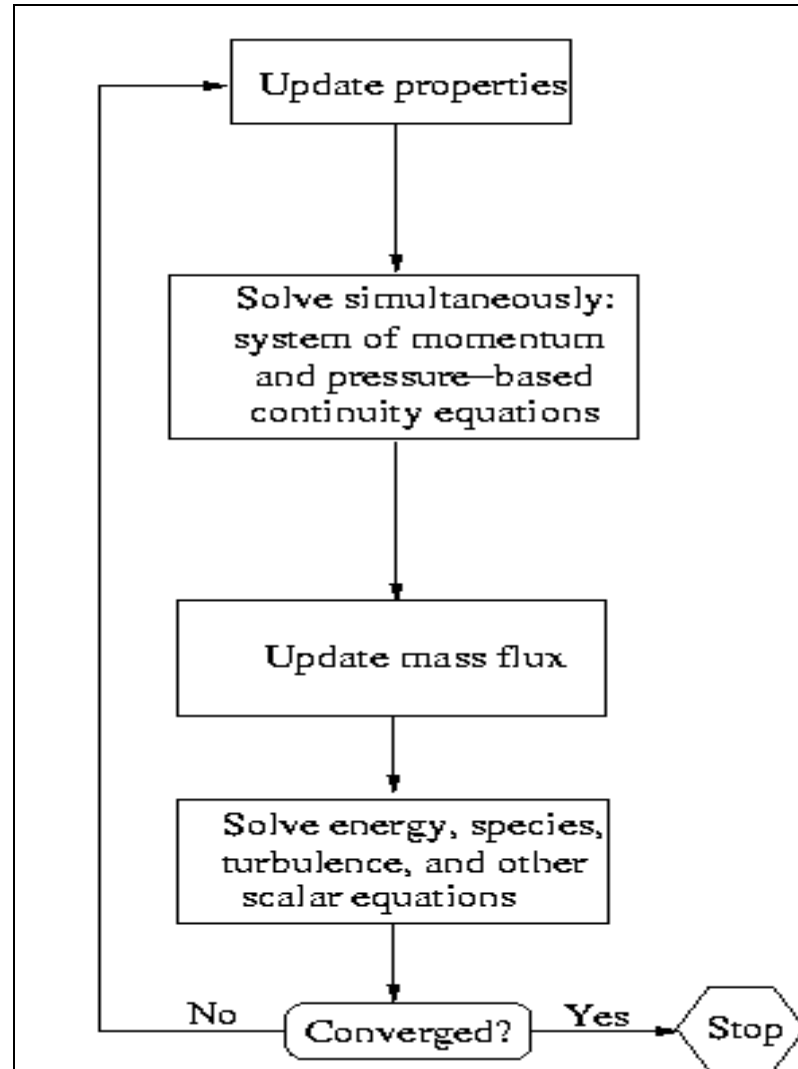 Update properties
Solve simultaneously:
system of momentum
and pressure—based
continuity equations
Update mass flux
Solve energy, species,
turbulence, and other
scalar equations
No
Converged?
Yes
Stop